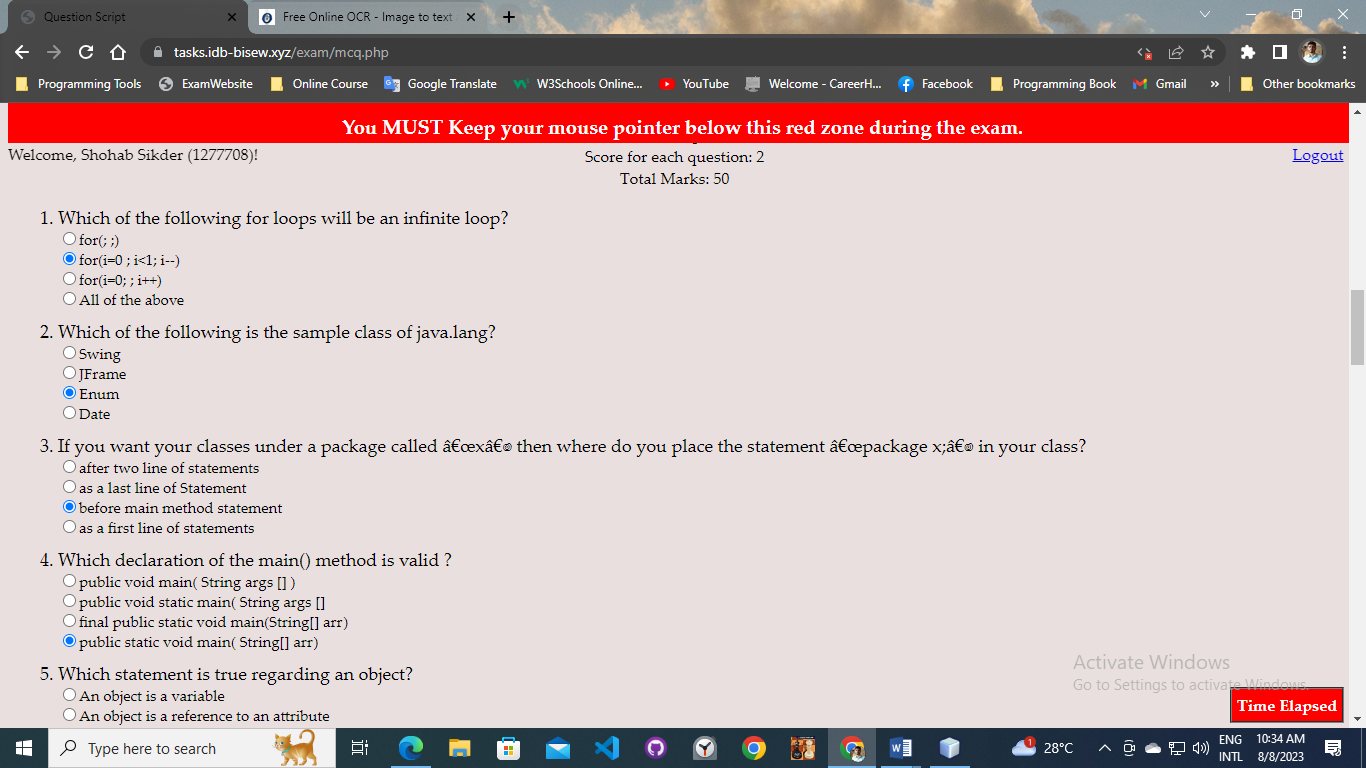 Question Script
Free Online OCR - Image to text
tasks.idb-bisew.xyz/exam/mcq.php
Programming Tools
ExamWebsite
Online Course
Google Translate
W3Schools Online...
YouTube
Welcome - CareerH...
Facebook
Programming Book
Gmail
»
Other bookmarks
You MUST Keep your mouse pointer below this red zone during the exam.
Welcome, Shohab Sikder (1277708)!
Score for each question: 2
Logout
Total Marks: 50
1. Which of the following for loops will be an infinite loop?
for(; ;)
for(i=0 ; i<1; i--)
for(i=0; ; i++)
All of the above
2. Which of the following is the sample class of java.lang?
Swing
JFrame
Enum
Date
3. If you want your classes under a package called â€œxâ€ then where do you place the statement â€œpackage x;â€ in your class?
after two line of statements
as a last line of Statement
before main method statement
as a first line of statements
4. Which declaration of the main() method is valid ?
public void main( String args [] )
public void static main( String args []
final public static void main(String[] arr)
public static void main( String[] arr)
5. Which statement is true regarding an object?
An object is a variable
An object is a reference to an attribute
Activate Windows
Go to Settings to activate Windows.
Time Elapsed
Type here to search
1
28°C
ENG
INTL
10:34 AM
8/8/2023